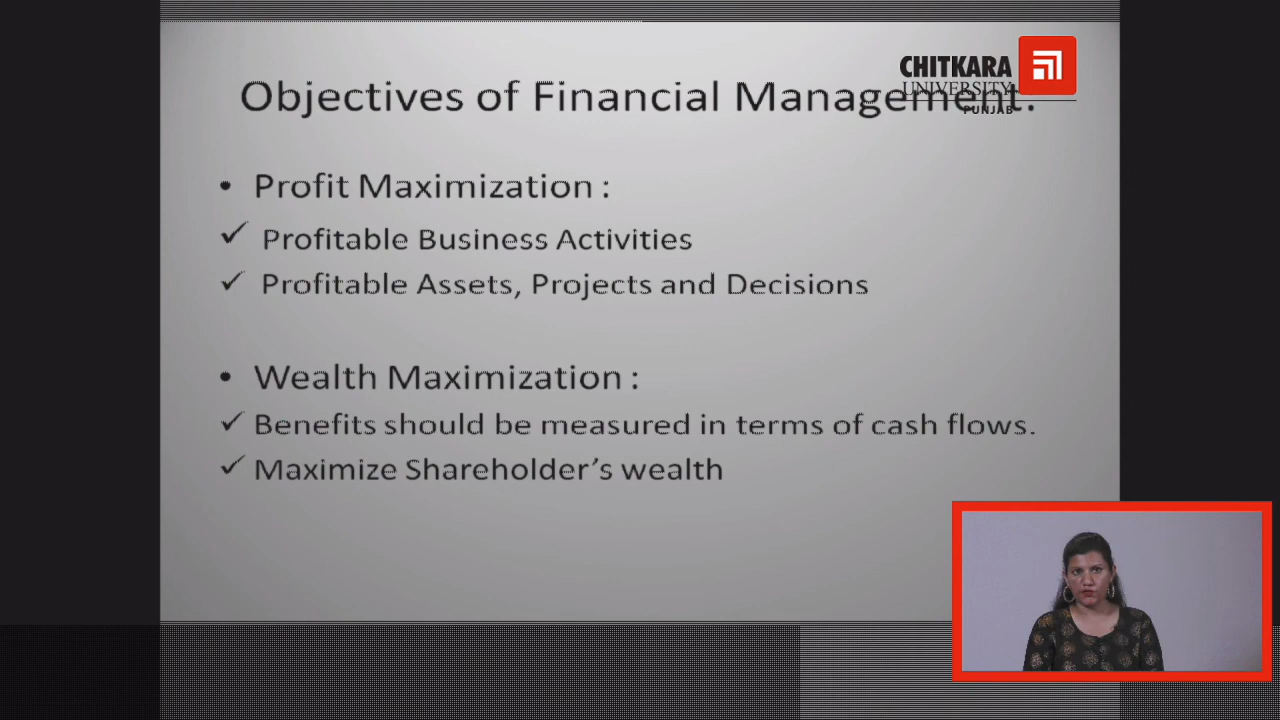 CHITKARA
UNIVERSITY
PUNJAB
Objectives of Financial Management:
• Profit Maximization :
✓ Profitable Business Activities
✓ Profitable Assets, Projects and Decisions
• Wealth Maximization :
✓ Benefits should be measured in terms of cash flows.
✓ Maximize Shareholder’s wealth